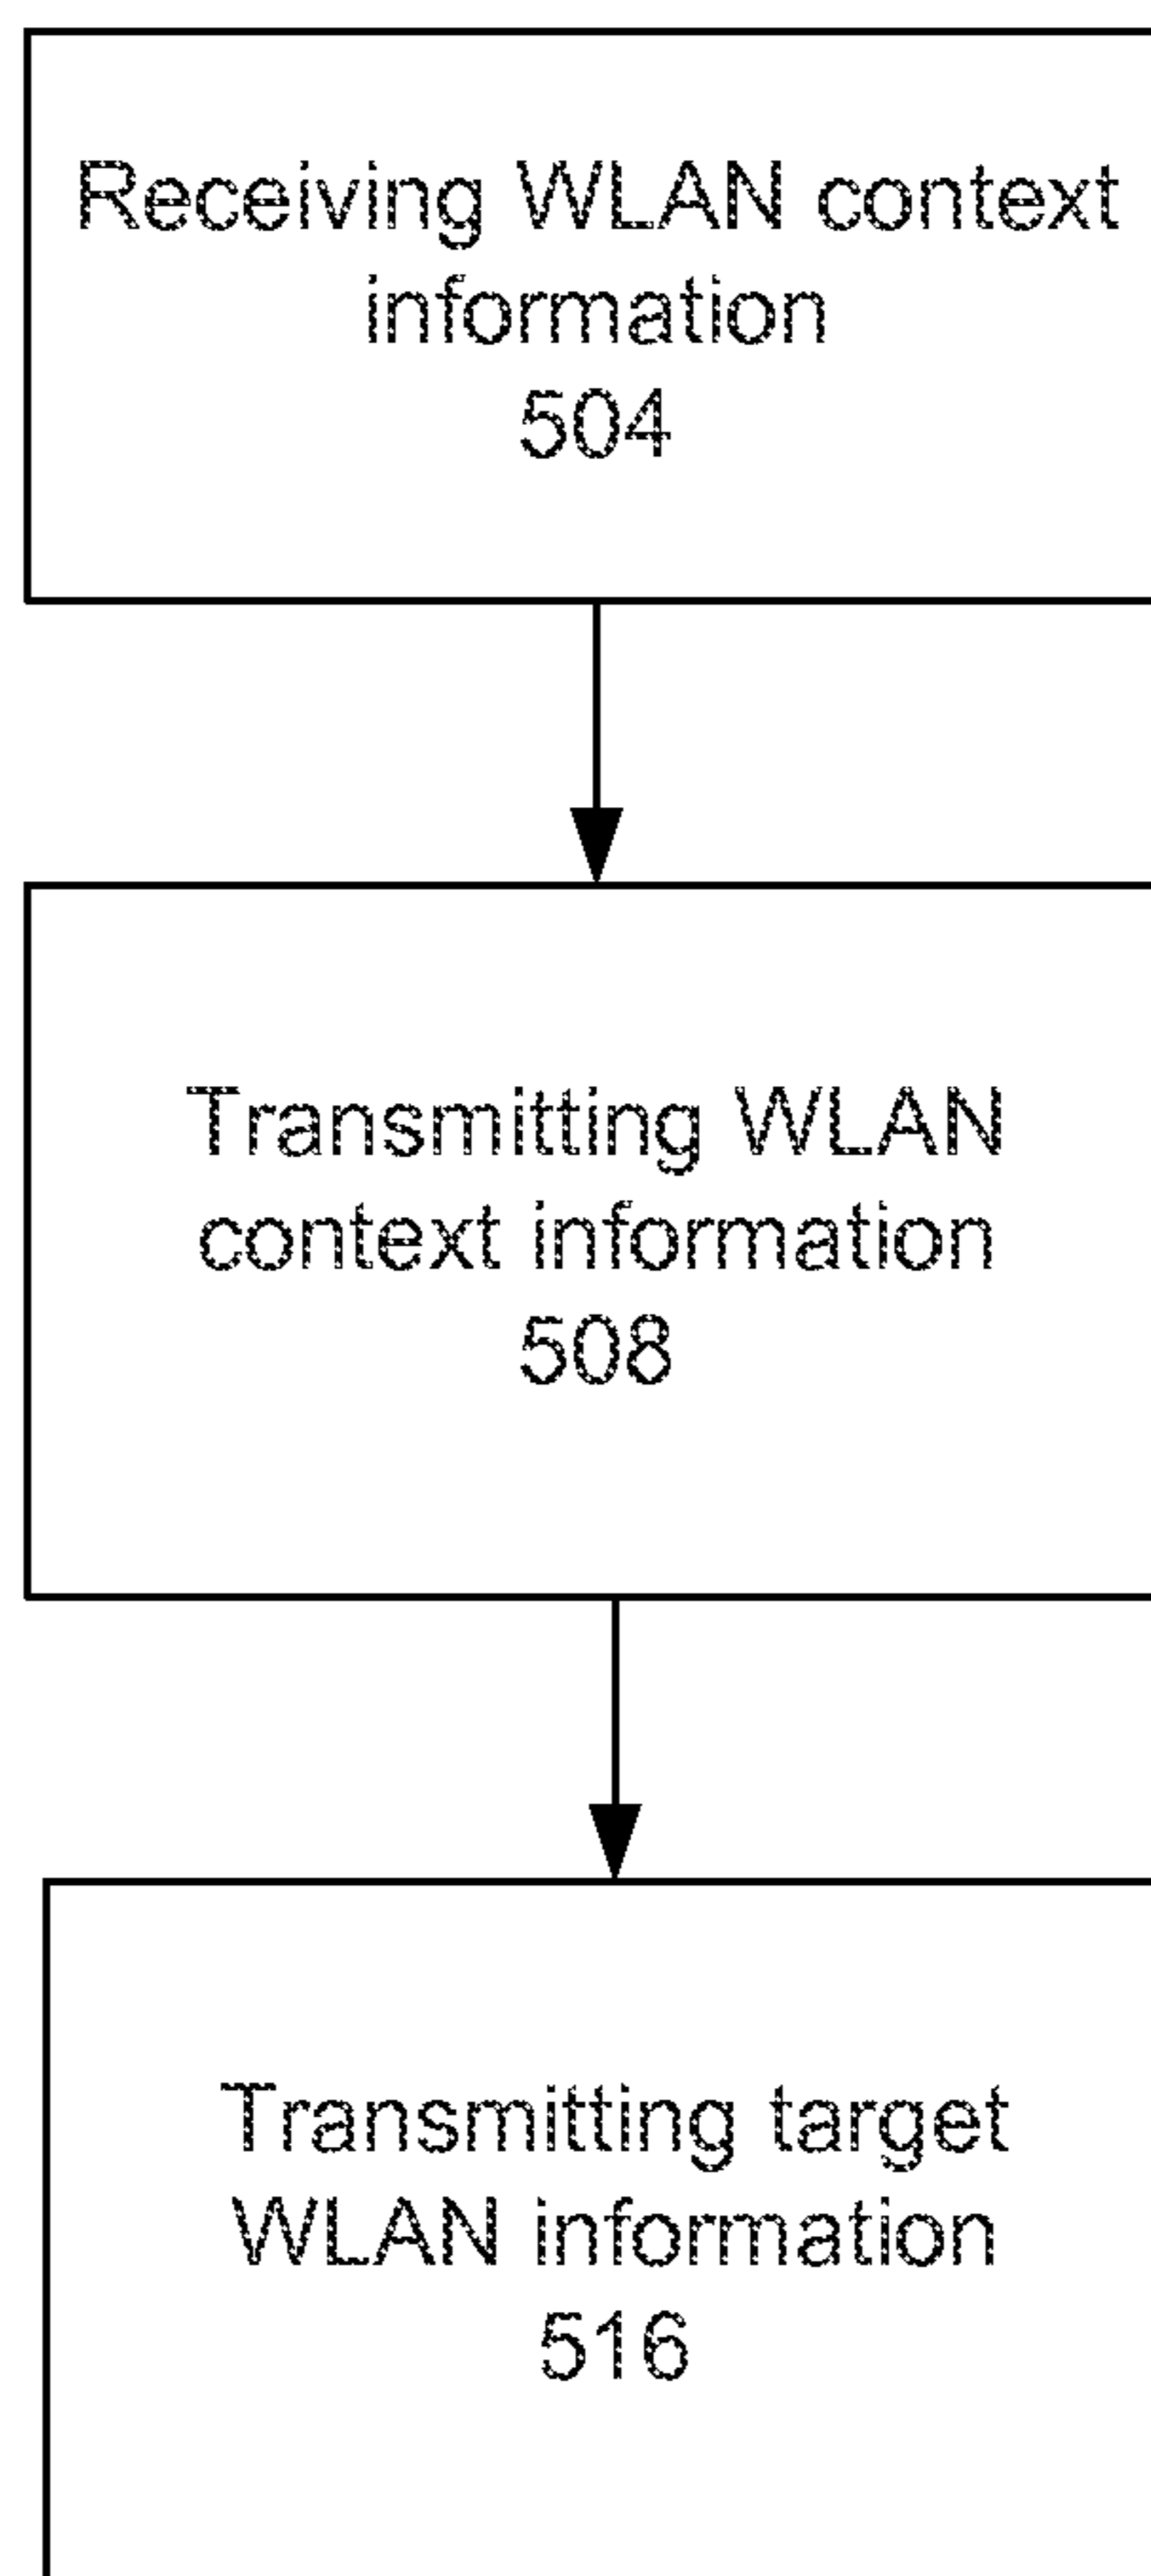 Receiving WLAN context
information
504
Transmitting WLAN
context information
508
Transmitting target
WLAN information
516